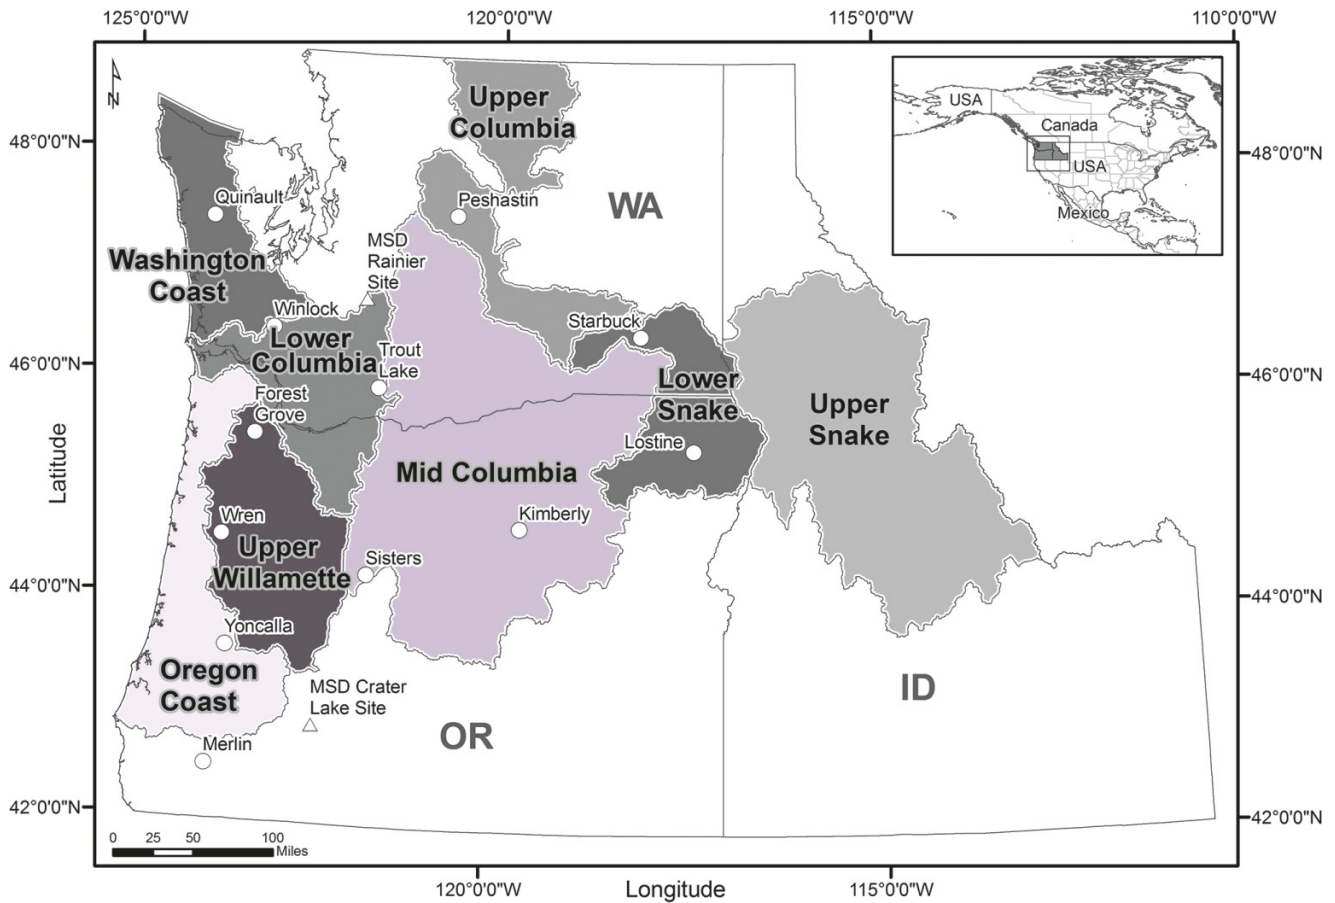 125°0'0"W
120°0'0"W
115°0'0"W
110°0'0"W
N
USA
Canada
USA
Mexico
48°0'0"N
48°0'0"N
Upper
Columbia
Quinault
Peshastin
WA
MSD
Rainier
Site
Washington
Coast
Winlock
Starbuck
Lower
Columbia
Trout
Lake
46°0'0"N
46°0'0"N
Lower
Snake
Upper
Snake
Forest
Grove
Latitude
Lostine
Mid Columbia
Wren
Kimberly
Upper
Willamette
Sisters
44°0'0"N
44°0'0"N
Yoncalla
Oregon
Coast
MSD Crater
Lake Site
ID
OR
Merlin
42°0'0"N
42°0'0"N
0 25 50 100
Miles
120°0'0"W
Longitude
115°0'0"W